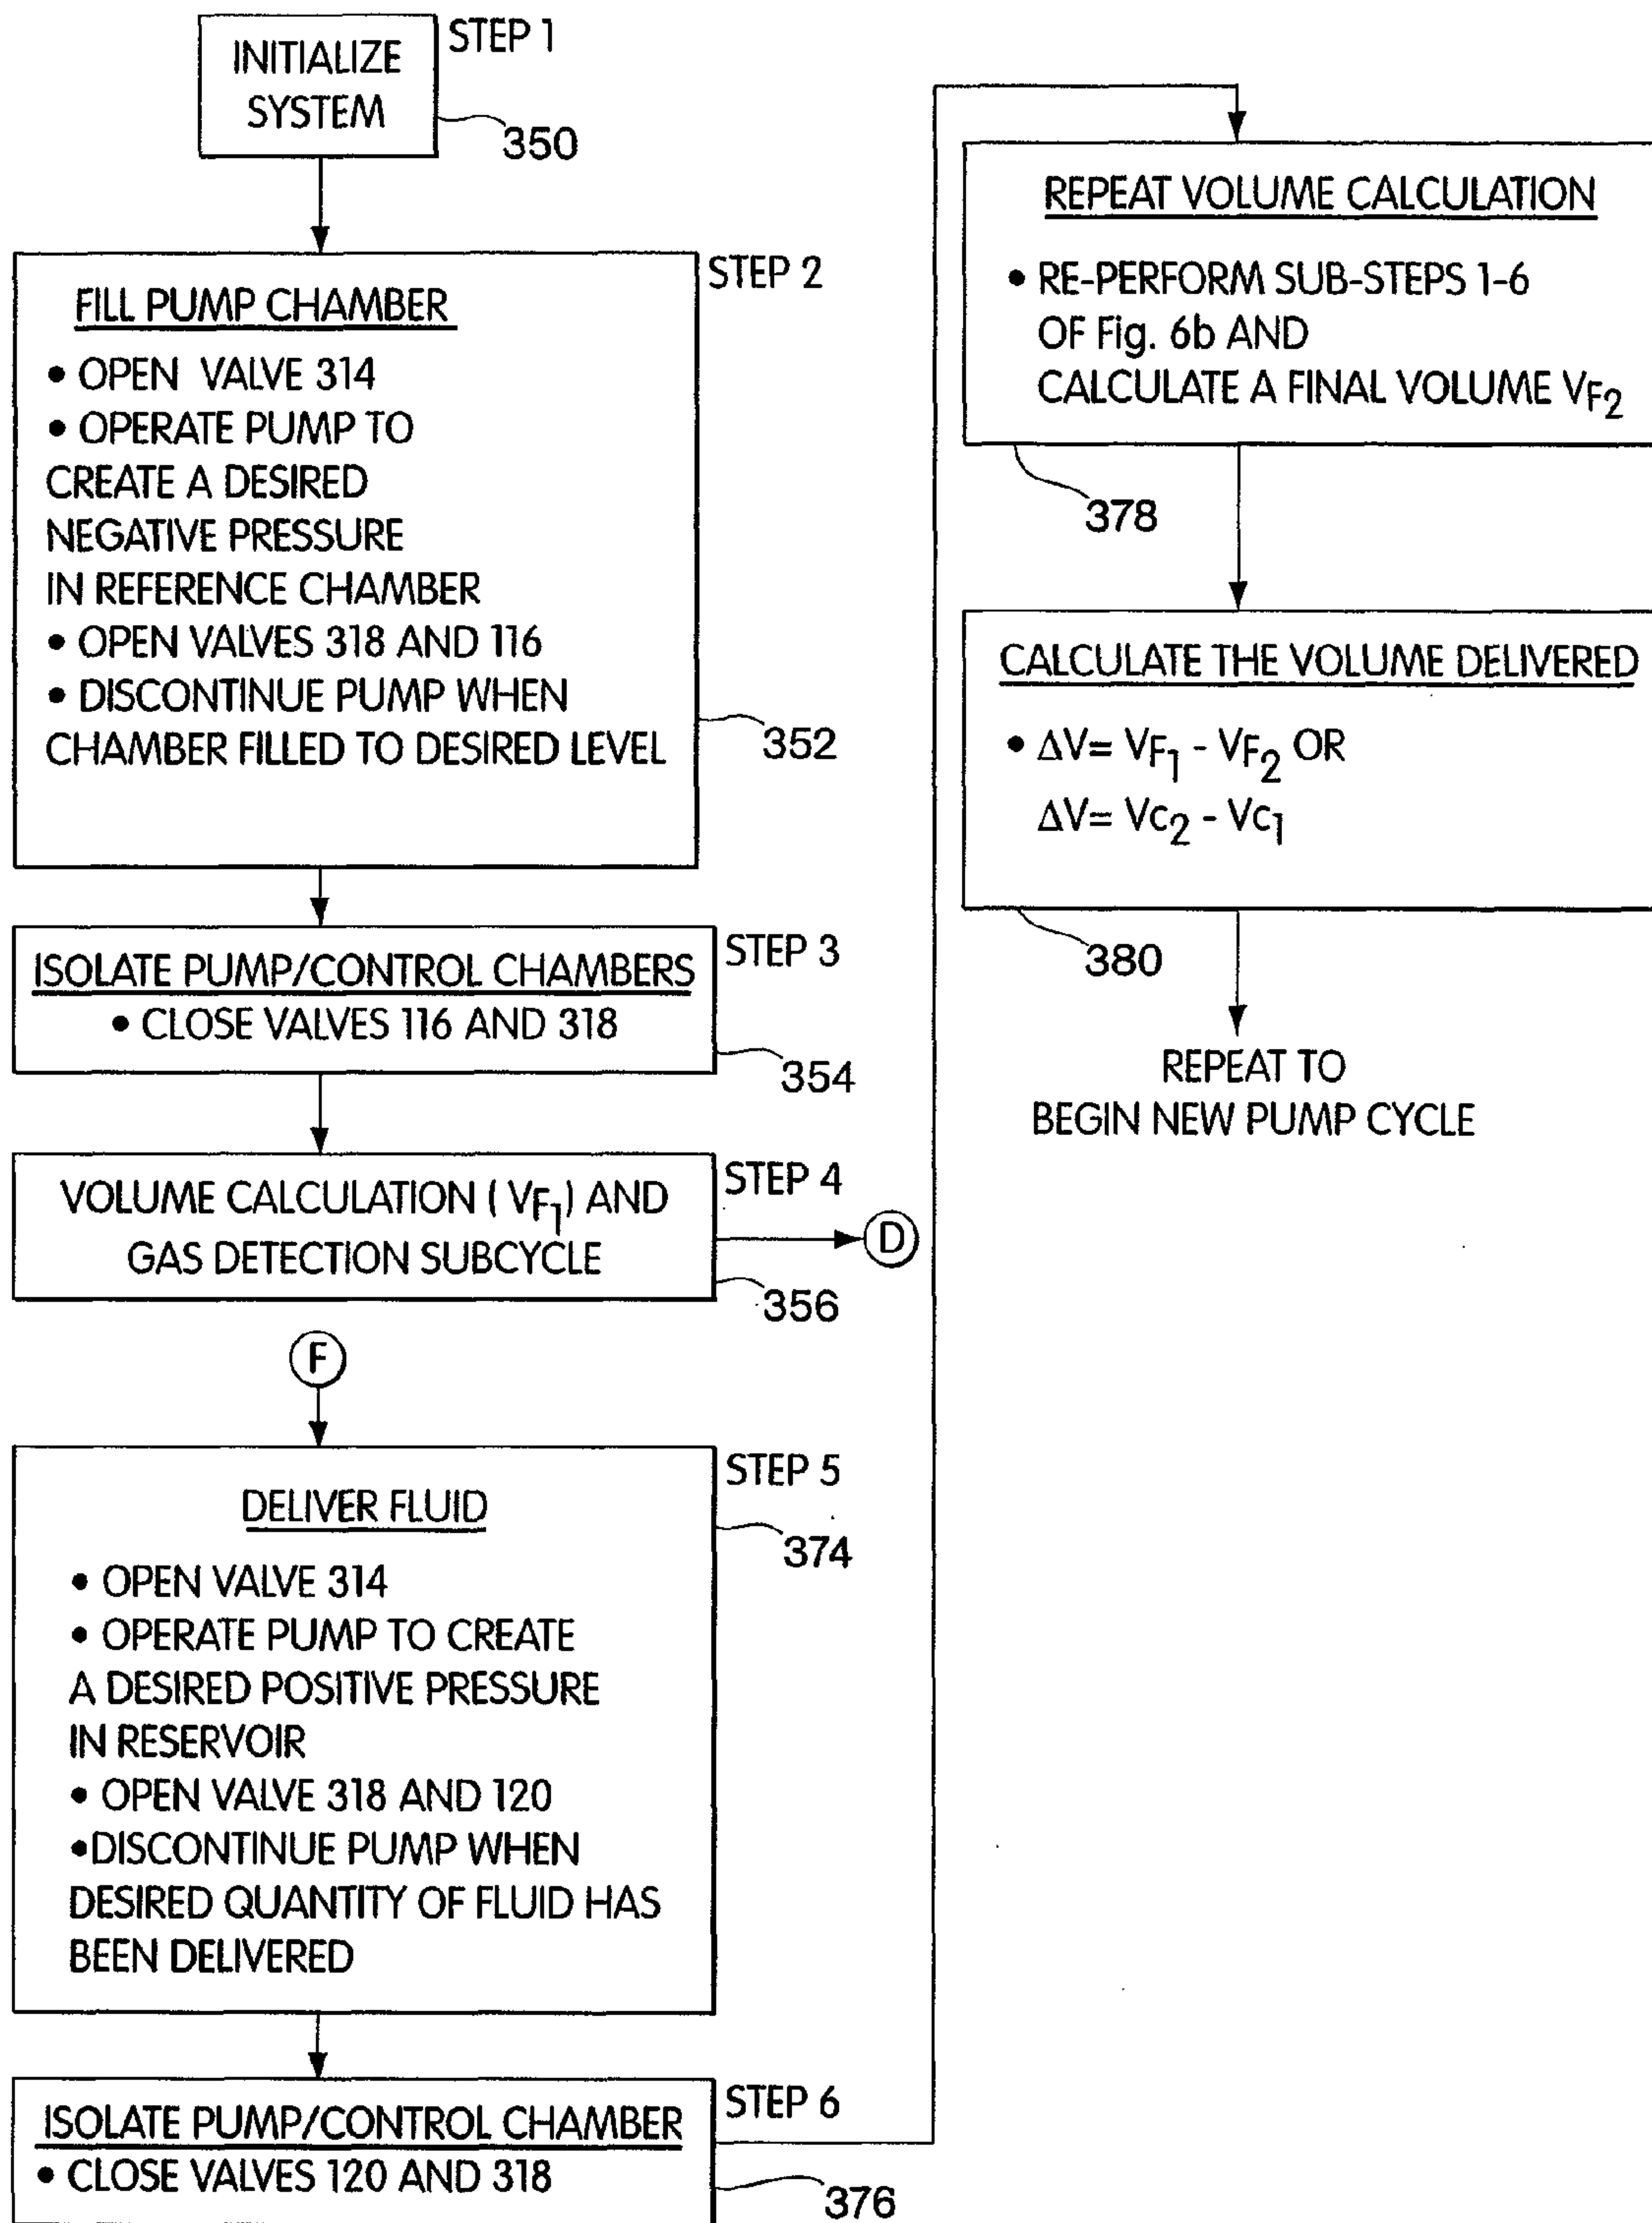 INITIALIZE
SYSTEM
STEP 1
350
FILL PUMP CHAMBER
STEP 2
• OPEN VALVE 314
• OPERATE PUMP TO
CREATE A DESIRED
NEGATIVE PRESSURE
IN REFERENCE CHAMBER
• OPEN VALVES 318 AND 116
• DISCONTINUE PUMP WHEN
CHAMBER FILLED TO DESIRED LEVEL
352
ISOLATE PUMP/CONTROL CHAMBERS
STEP 3
• CLOSE VALVES 116 AND 318
354
VOLUME CALCULATION ( VF1) AND
GAS DETECTION SUBCYCLE
STEP 4
D
356
F
DELIVER FLUID
STEP 5
374
• OPEN VALVE 314
• OPERATE PUMP TO CREATE
A DESIRED POSITIVE PRESSURE
IN RESERVOIR
• OPEN VALVE 318 AND 120
•DISCONTINUE PUMP WHEN
DESIRED QUANTITY OF FLUID HAS
BEEN DELIVERED
ISOLATE PUMP/CONTROL CHAMBER
STEP 6
• CLOSE VALVES 120 AND 318
376
REPEAT VOLUME CALCULATION
• RE-PERFORM SUB-STEPS 1-6
OF Fig. 6b AND
CALCULATE A FINAL VOLUME VF2
378
CALCULATE THE VOLUME DELIVERED
• ΔV= VF1 - VF2 OR
ΔV= Vc2 - Vc1
380
REPEAT TO
BEGIN NEW PUMP CYCLE